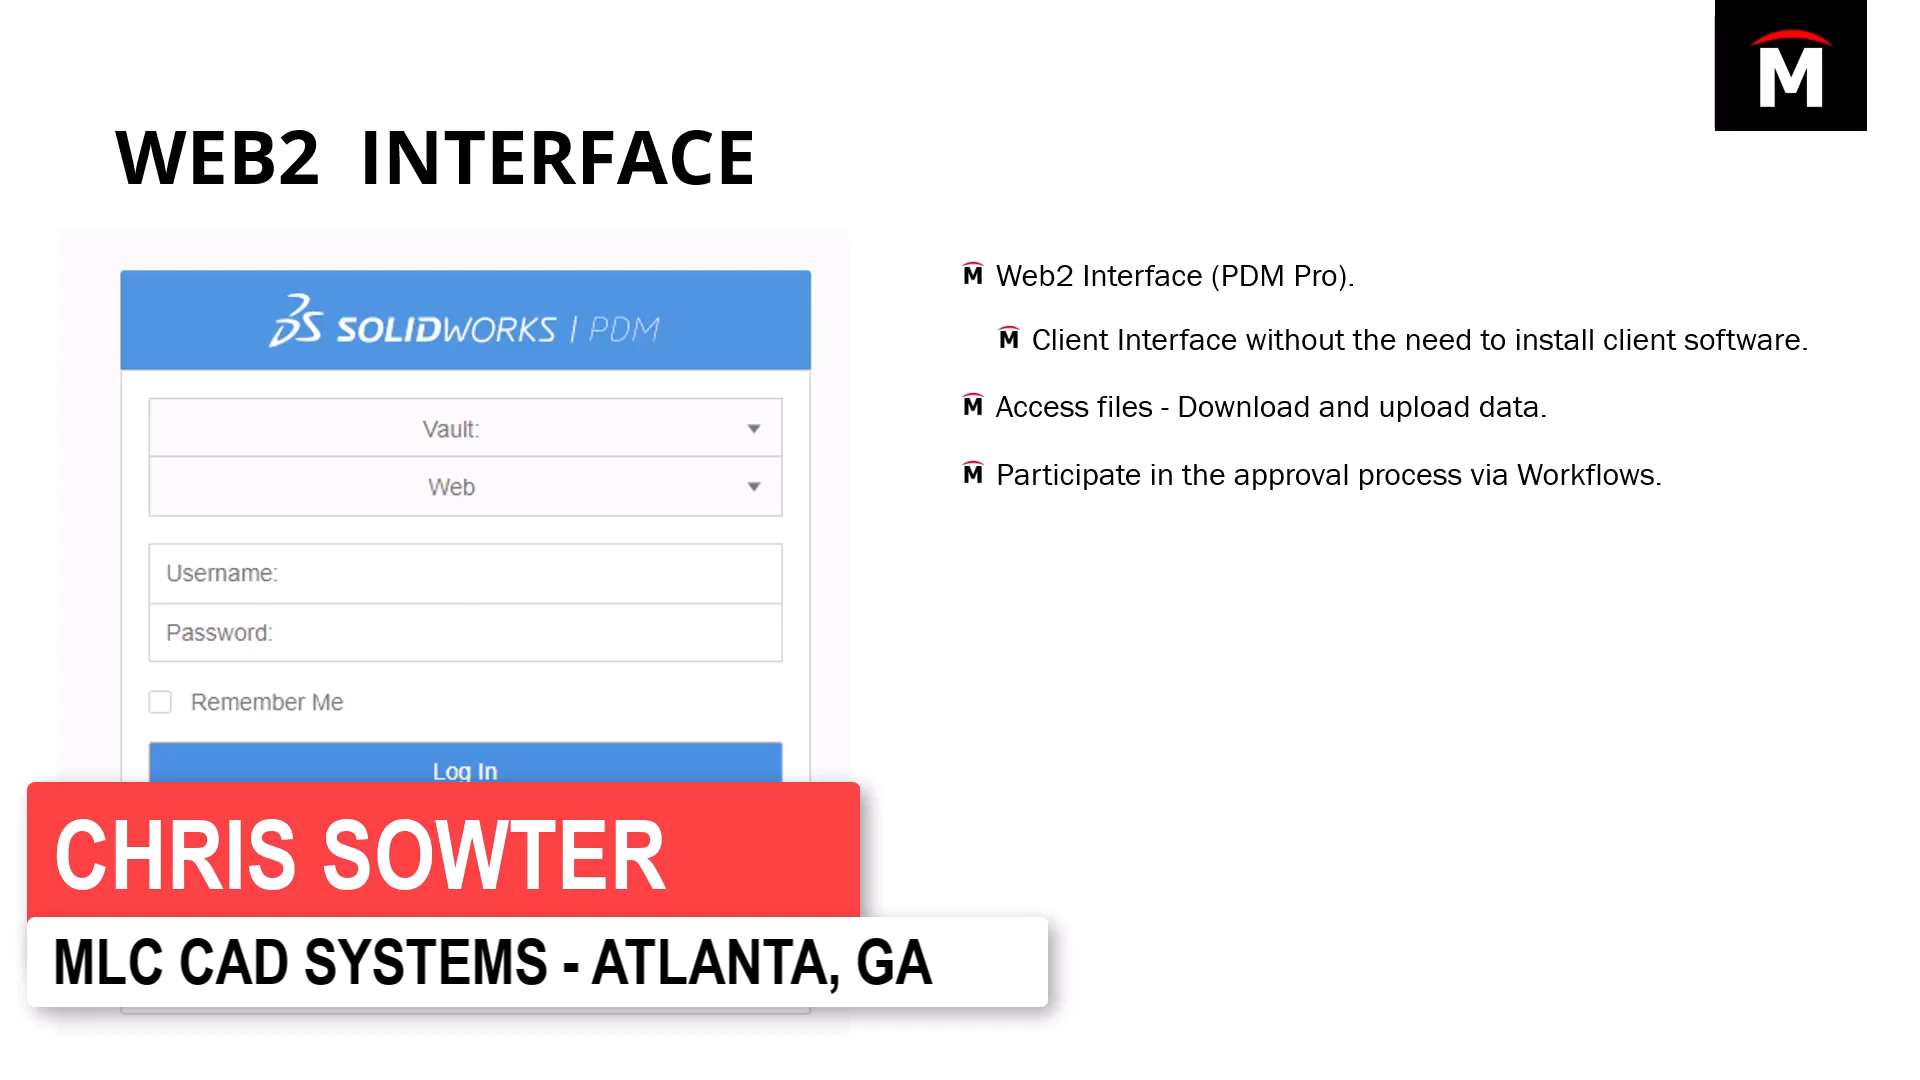 M
WEB2 INTERFACE
SOLIDWORKS | PDM
Vault:
Web
Username:
Password:
Remember Me
Log In
Web2 Interface (PDM Pro).
Client Interface without the need to install client software.
Access files - Download and upload data.
Participate in the approval process via Workflows.
CHRIS SOWTER
MLC CAD SYSTEMS - ATLANTA, GA